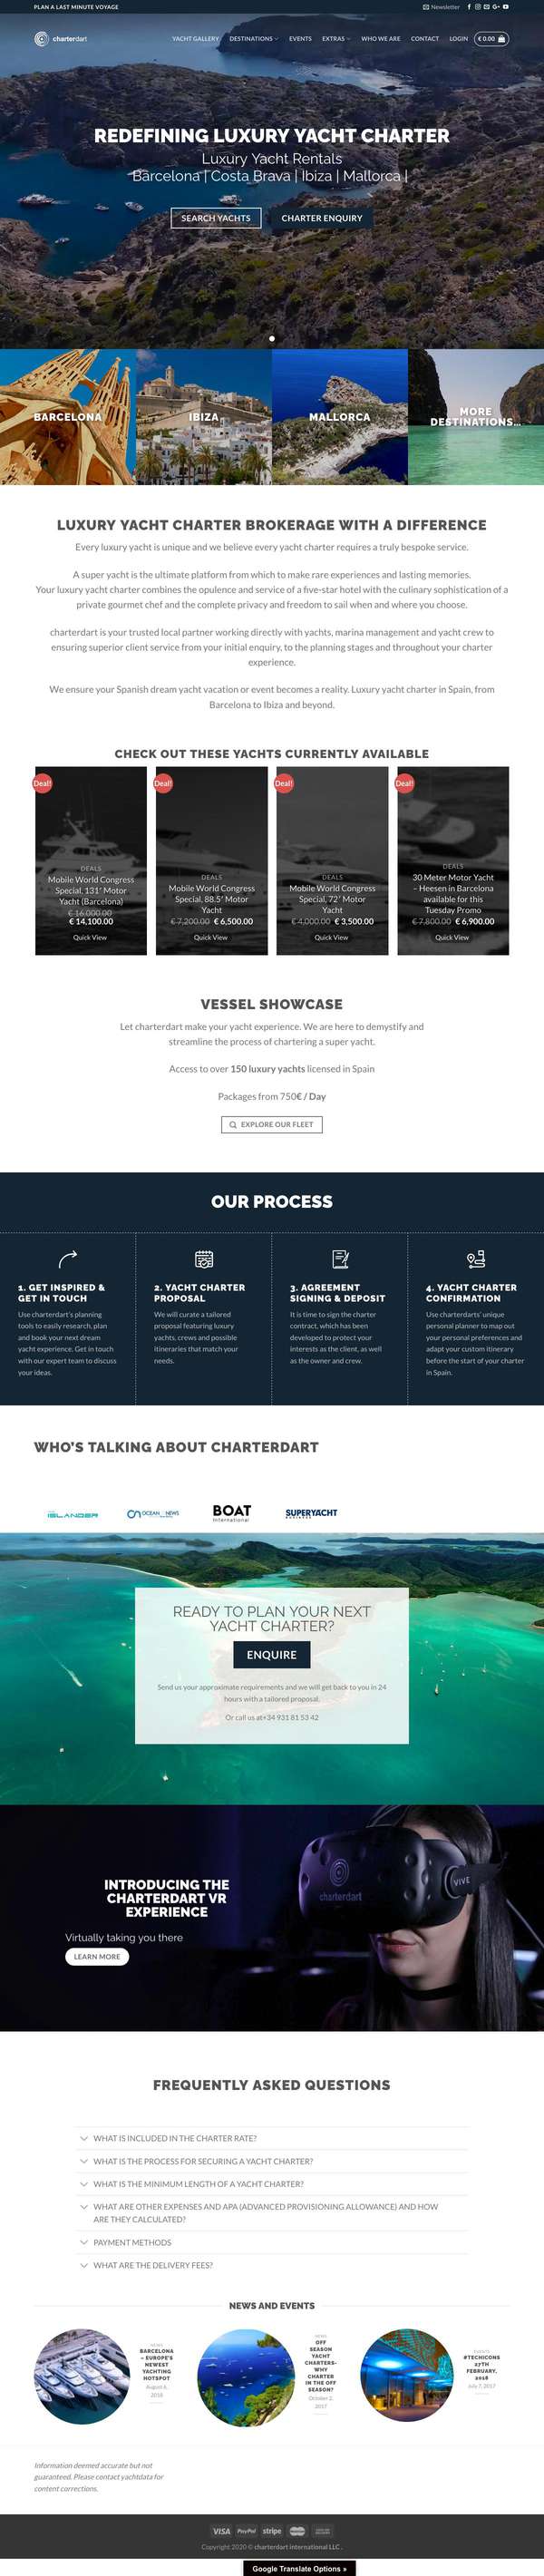 PLAN A LAST MINUTE VOYAGE
Newsletter
charterdart
YACHT GALLERY DESTINATIONS EVENTS EXTRAS WHO WE ARE CONTACT LOGIN € 0.00
REDEFINING LUXURY YACHT CHARTER
Luxury Yacht Rentals
Barcelona | Costa Brava | Ibiza | Mallorca |
SEARCH YACHTS CHARTER ENQUIRY
BARCELONA
IBIZA
MALLORCA
MORE
DESTINATIONS...
LUXURY YACHT CHARTER BROKERAGE WITH A DIFFERENCE
Every luxury yacht is unique and we believe every yacht charter requires a truly bespoke service.
A super yacht is the ultimate platform from which to make rare experiences and lasting memories.
Your luxury yacht charter combines the opulence and service of a five-star hotel with the culinary sophistication of a
private gourmet chef and the complete privacy and freedom to sail when and where you choose.
charterdart is your trusted local partner working directly with yachts, marina management and yacht crew to
ensuring superior client service from your initial enquiry, to the planning stages and throughout your charter
experience.
We ensure your Spanish dream yacht vacation or event becomes a reality. Luxury yacht charter in Spain, from
Barcelona to Ibiza and beyond.
CHECK OUT THESE YACHTS CURRENTLY AVAILABLE
Deal!
DEALS
Mobile World Congress
Special, 131' Motor
Yacht (Barcelona)
€ 16,000.00
€ 14,100.00
Quick View
Deal!
DEALS
Mobile World Congress
Special, 88.5' Motor
Yacht
€ 7,200.00 € 6,500.00
Quick View
Deal!
DEALS
Mobile World Congress
Special, 72' Motor
Yacht
€ 4,000.00 € 3,500.00
Quick View
Deal!
DEALS
30 Meter Motor Yacht
– Heesen in Barcelona
available for this
Tuesday Promo
€ 7,800.00 € 6,900.00
Quick View
VESSEL SHOWCASE
Let charterdart make your yacht experience. We are here to demystify and
streamline the process of chartering a super yacht.
Access to over 150 luxury yachts licensed in Spain
Packages from 750€ / Day
EXPLORE OUR FLEET
OUR PROCESS
1. GET INSPIRED &
GET IN TOUCH
Use charterdart's planning
tools to easily research, plan
and book your next dream
yacht experience. Get in touch
with our expert team to discuss
your ideas.
2. YACHT CHARTER
PROPOSAL
We will curate a tailored
proposal featuring luxury
yachts, crews and possible
itineraries that match your
needs.
3. AGREEMENT
SIGNING & DEPOSIT
It is time to sign the charter
contract, which has been
developed to protect your
interests as the client, as well
as the owner and crew.
4. YACHT CHARTER
CONFIRMATION
Use charterdarts' unique
personal planner to map out
your personal preferences and
adapt your custom itinerary
before the start of your charter
in Spain.
WHO'S TALKING ABOUT CHARTERDART
ISLANDER
OCEAN NEWS
BOAT
International
SUPERYACHT
BUSINESS
READY TO PLAN YOUR NEXT
YACHT CHARTER?
ENQUIRE
Send us your approximate requirements and we will get back to you in 24
hours with a tailored proposal.
Or call us at+34 931 81 53 42
INTRODUCING THE
CHARTERDART VR
EXPERIENCE
Virtually taking you there
LEARN MORE
charterdart
VIVE
FREQUENTLY ASKED QUESTIONS
WHAT IS INCLUDED IN THE CHARTER RATE?
WHAT IS THE PROCESS FOR SECURING A YACHT CHARTER?
WHAT IS THE MINIMUM LENGTH OF A YACHT CHARTER?
WHAT ARE OTHER EXPENSES AND APA (ADVANCED PROVISIONING ALLOWANCE) AND HOW
ARE THEY CALCULATED?
PAYMENT METHODS
WHAT ARE THE DELIVERY FEES?
NEWS AND EVENTS
NEWS
BARCELONA
– EUROPE'S
NEWEST
YACHTING
HOTSPOT
August 6,
2018
NEWS
OFF
SEASON
YACHT
CHARTERS-
WHY
CHARTER
IN THE OFF
SEASON?
October 2,
2017
EVENTS
#TECHICONS
27TH
FEBRUARY,
2018
July 7, 2017
Information deemed accurate but not
guaranteed. Please contact yachtdata for
content corrections.
VISA PayPal stripe
Copyright 2020 © charterdart international LLC .
Google Translate Options »